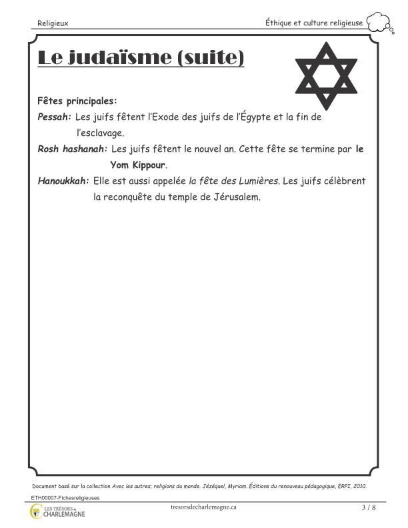 Religieux
Éthique et culture religieuse
Le judaïsme (suite)
Fêtes principales:
Pessah: Les juifs fêtent l'Exode des juifs de l'Égypte et la fin de
l'esclavage.
Rosh hashanah: Les juifs fêtent le nouvel an. Cette fête se termine par le
Yom Kippour.
Hanoukkah: Elle est aussi appelée la fête des Lumières. Les juifs célèbrent
la reconquête du temple de Jérusalem.
Document basé sur la collection Avec les autres; religions du monde. Jézéquel, Myriam. Éditions du renouveau pédagogique, ERPI, 2010.
ETH00007-Fichesreligieuses
LES TRÉSORS de
CHARLEMAGNE
tresorsdecharlemagne.ca
3 / 8